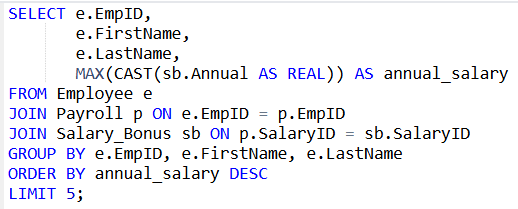 SELECT e.EmpID,
e.FirstName,
e.LastName,
MAX(CAST(sb.Annual AS REAL)) AS annual_salary
FROM Employee e
JOIN Payroll p ON e.EmpID = p.EmpID
JOIN Salary_Bonus sb ON p.SalaryID = sb.SalaryID
GROUP BY e.EmpID, e.FirstName, e.LastName
ORDER BY annual_salary DESC
LIMIT 5;